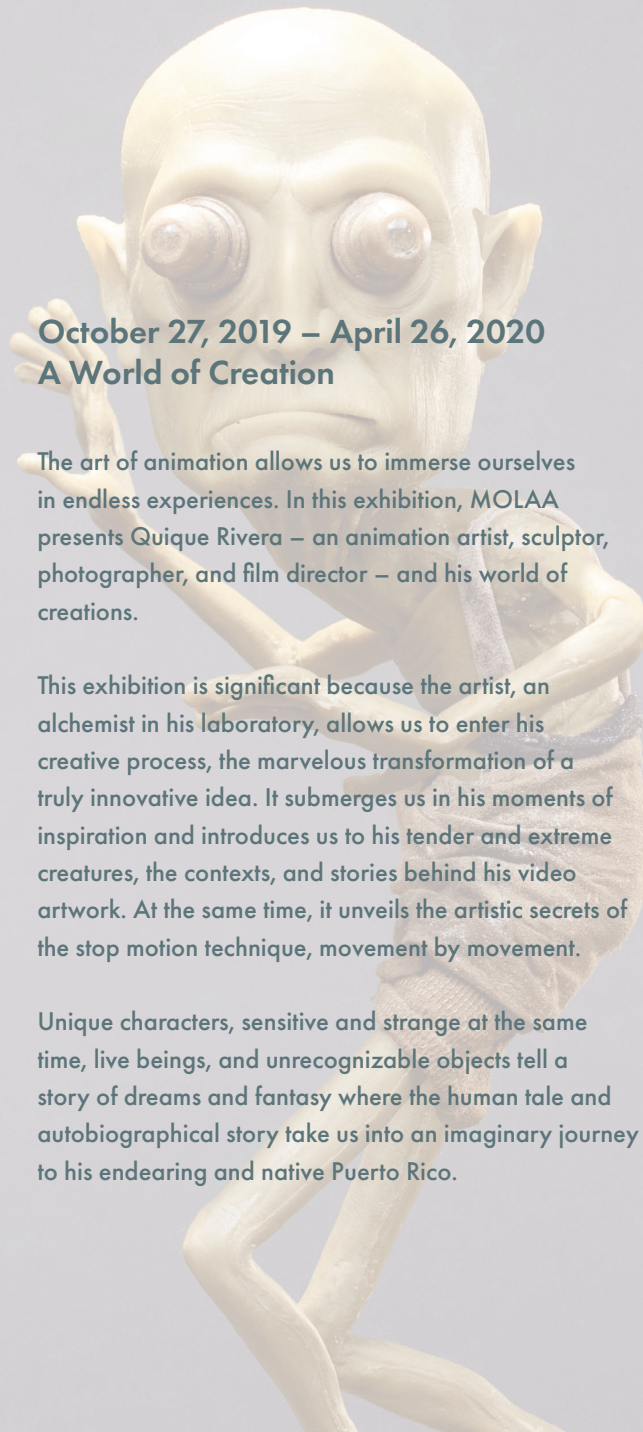 October 27, 2019 – April 26, 2020
A World of Creation
The art of animation allows us to immerse ourselves
in endless experiences. In this exhibition, MOLAA
presents Quique Rivera – an animation artist, sculptor,
photographer, and film director – and his world of
creations.
This exhibition is significant because the artist, an
alchemist in his laboratory, allows us to enter his
creative process, the marvelous transformation of a
truly innovative idea. It submerges us in his moments of
inspiration and introduces us to his tender and extreme
creatures, the contexts, and stories behind his video
artwork. At the same time, it unveils the artistic secrets of
the stop motion technique, movement by movement.
Unique characters, sensitive and strange at the same
time, live beings, and unrecognizable objects tell a
story of dreams and fantasy where the human tale and
autobiographical story take us into an imaginary journey
to his endearing and native Puerto Rico.